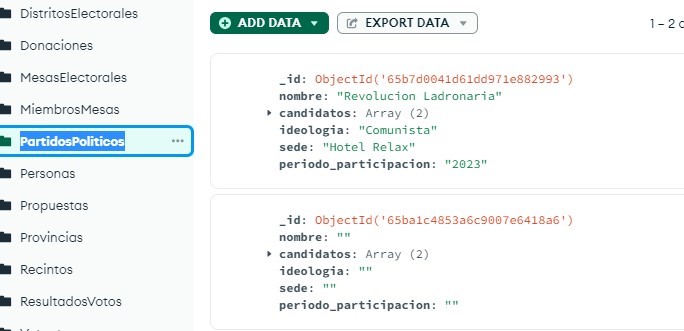 DistritosElectorales
Donaciones
MesasElectorales
MiembrosMesas
PartidosPoliticos ...
Personas
Propuestas
Provincias
Recintos
ResultadosVotos
ADD DATA
EXPORT DATA
1 – 2
_id: ObjectId('65b7d0041d61dd971e882993')
nombre: "Revolucion Ladronaria"
candidatos: Array (2)
ideologia: "Comunista"
sede: "Hotel Relax"
periodo_participacion: "2023"
_id: ObjectId('65ba1c4853a6c9007e6418a6')
nombre: ""
candidatos: Array (2)
ideologia: ""
sede: ""
periodo_participacion: ""